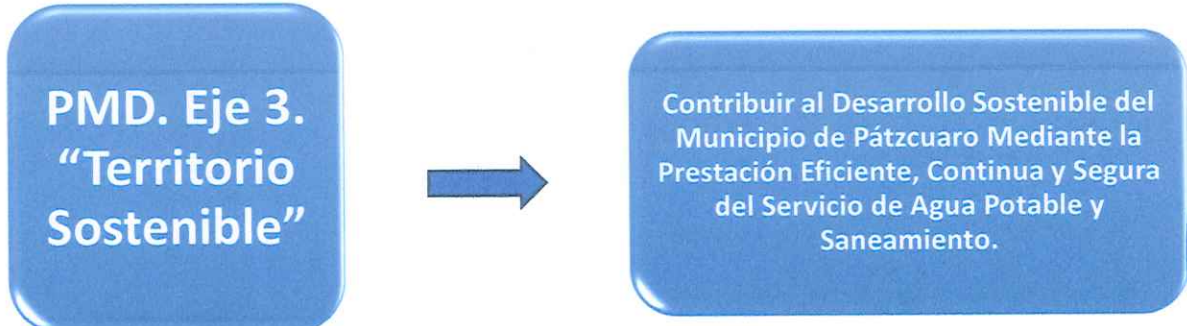 PMD. Eje 3.
“Territorio
Sostenible”
Contribuir al Desarrollo Sostenible del
Municipio de Pátzcuaro Mediante la
Prestación Eficiente, Continua y Segura
del Servicio de Agua Potable y
Saneamiento.